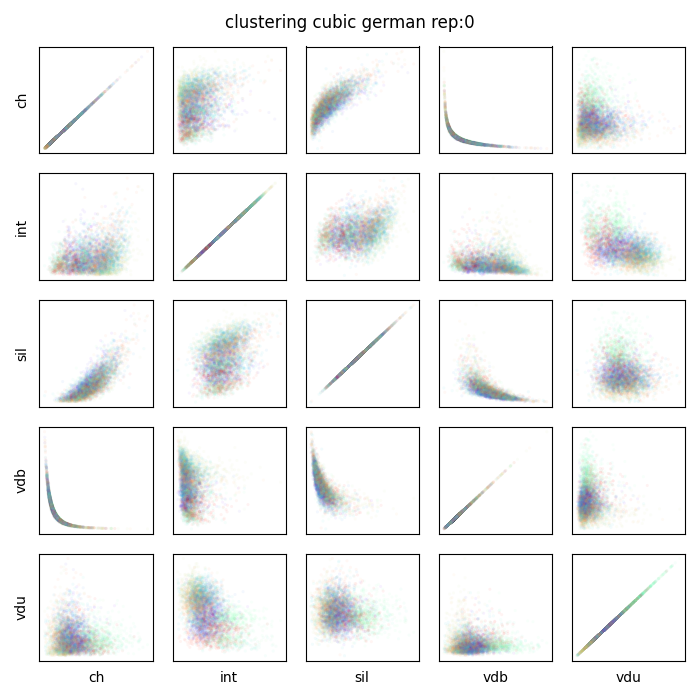 clustering cubic german rep:0
ch
int
sil
vdb
vdu
ch
int
sil
vdb
vdu